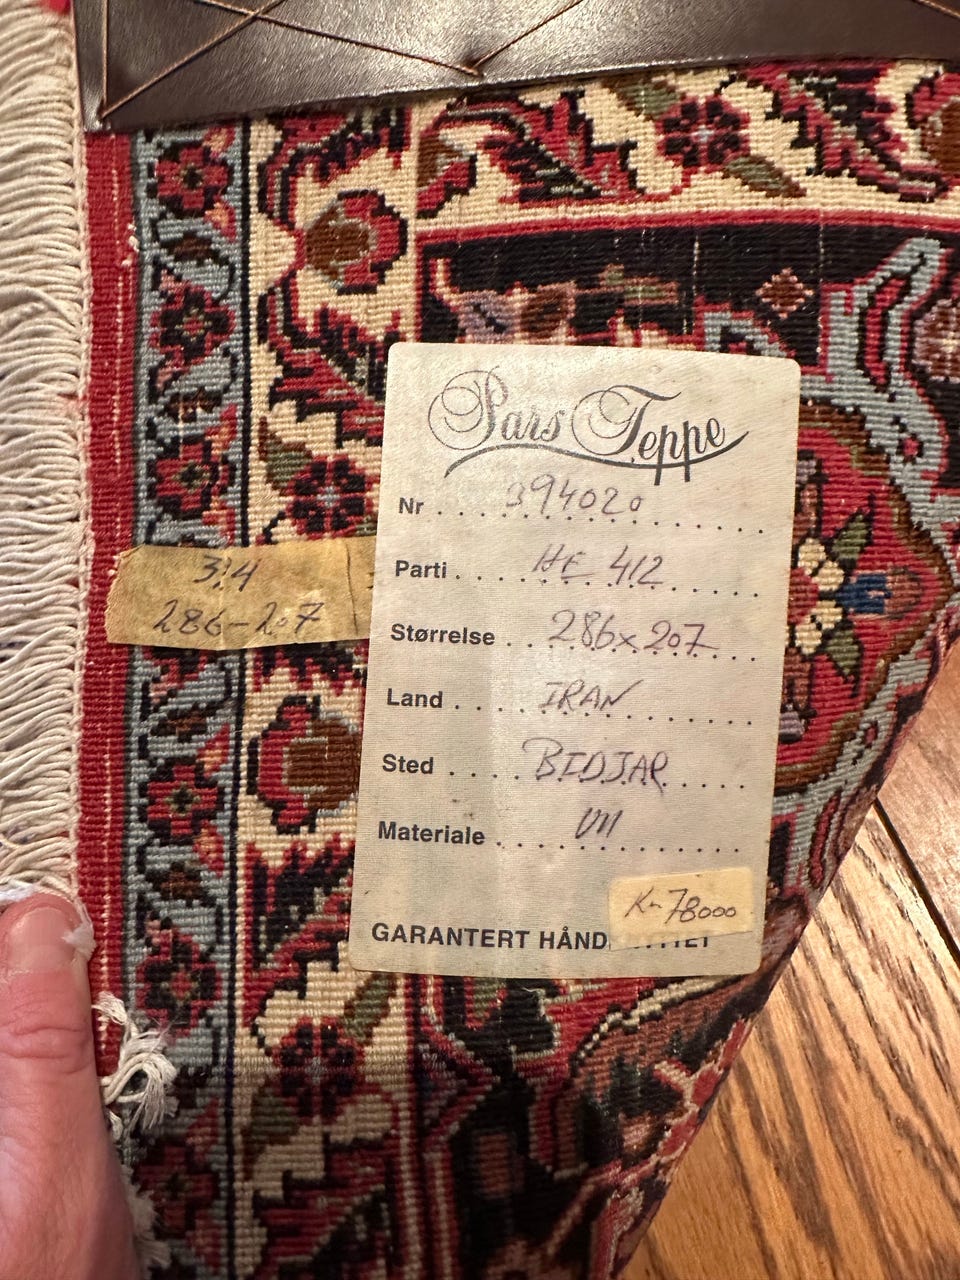 Pars Teppe
Nr 394020
Parti HE 412
Størrelse 286x207
Land IRAN
Sted BIDJAR
Materiale Ull
Kr 78000
GARANTERT
3:4
286-207